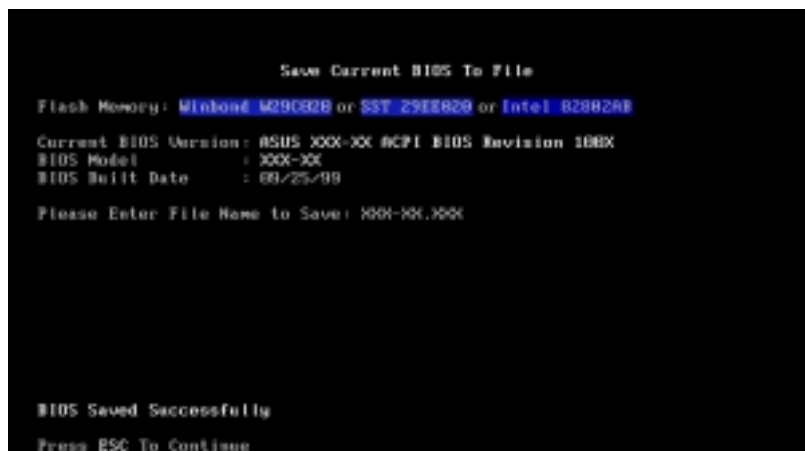 Save Current BIOS To File
Flash Memory: Winbond W29C020 or SST 29EE020 or Intel 82802AB
Current BIOS Version: ASUS XXX-XX ACPI BIOS Revision 100X
BIOS Model : XXX-XX
BIOS Built Date : 09/25/99
Please Enter File Name to Save: XXX-XX.XXX
BIOS Saved Successfully
Press ESC To Continue